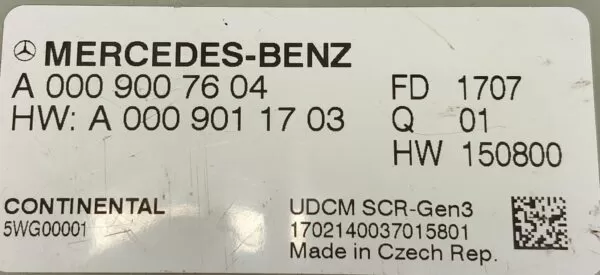 MERCEDES-BENZ
A 000 900 76 04 FD 1707
HW: A 000 901 17 03 Q 01
HW 150800
CONTINENTAL UDCM SCR-Gen3
5WG00001 1702140037015801
Made in Czech Rep.